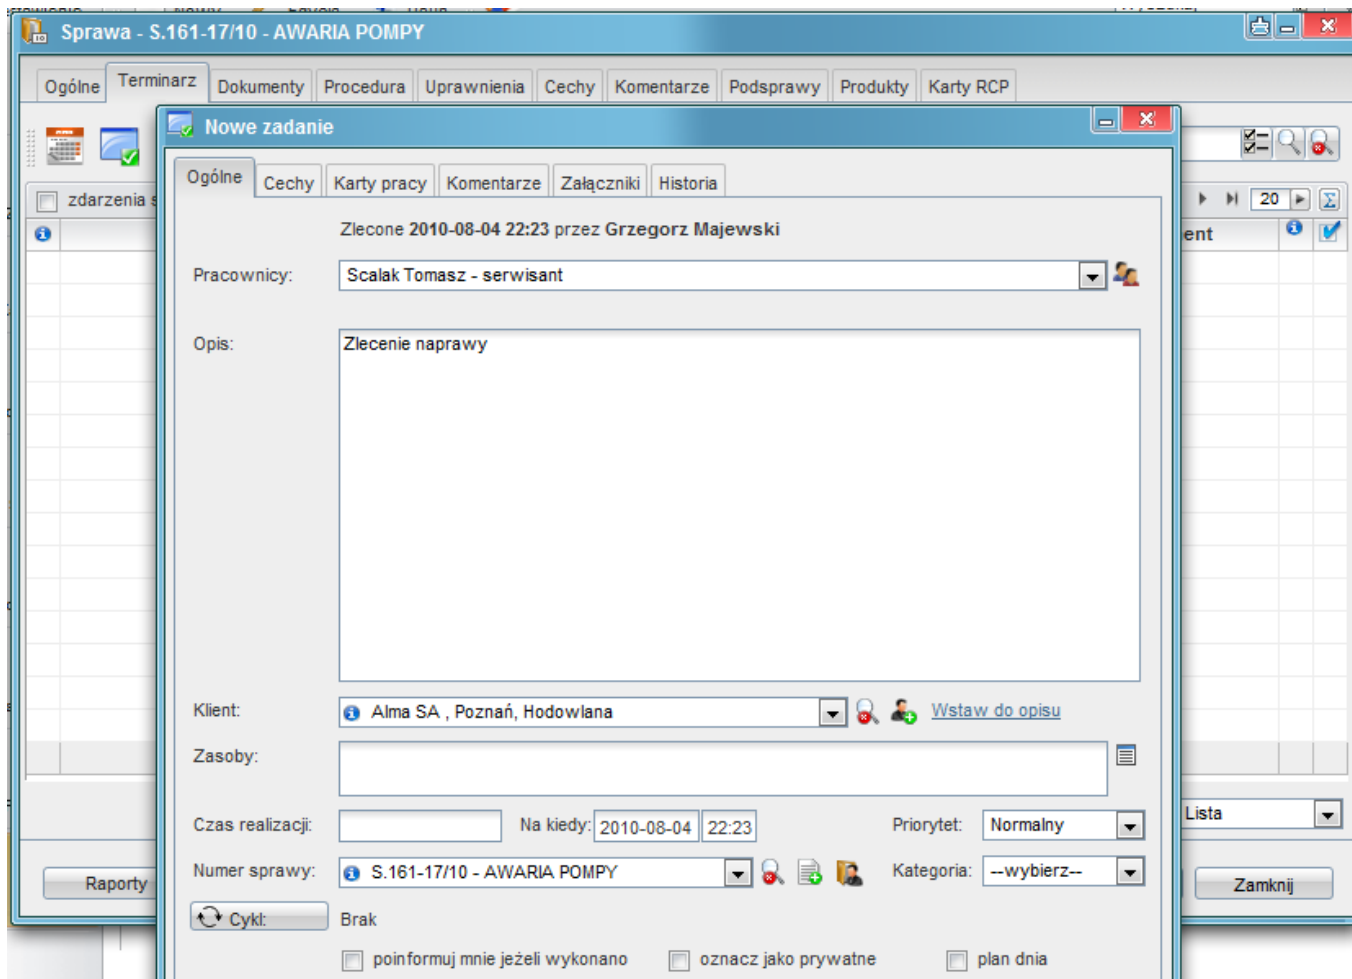 Sprawa - S.161-17/10 - AWARIA POMPY
Ogólne Terminarz Dokumenty Procedura Uprawnienia Cechy Komentarze Podsprawy Produkty Karty RCP
Nowe zadanie
Ogólne Cechy Karty pracy Komentarze Załączniki Historia
zdarzenia
20
Zlecone 2010-08-04 22:23 przez Grzegorz Majewski
ent
Pracownicy: Scalak Tomasz - serwisant
Opis: Zlecenie naprawy
Klient: Alma SA , Poznań, Hodowlana Wstaw do opisu
Zasoby:
Czas realizacji: Na kiedy: 2010-08-04 22:23 Priorytet: Normalny
Lista
Numer sprawy: S.161-17/10 - AWARIA POMPY Kategoria: --wybierz--
Raporty Zamknij
Cykl: Brak
poinformuj mnie jeżeli wykonano oznacz jako prywatne plan dnia